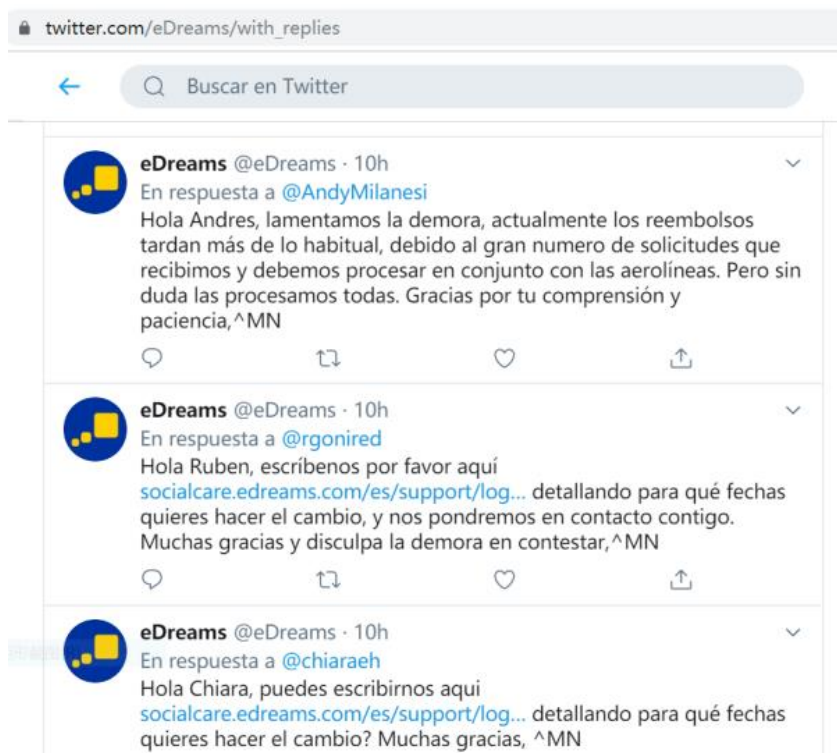 twitter.com/eDreams/with_replies
Buscar en Twitter
eDreams @eDreams · 10h
En respuesta a @AndyMilanesi
Hola Andres, lamentamos la demora, actualmente los reembolsos
tardan más de lo habitual, debido al gran numero de solicitudes que
recibimos y debemos procesar en conjunto con las aerolíneas. Pero sin
duda las procesamos todas. Gracias por tu comprensión y
paciencia,^MN
eDreams @eDreams · 10h
En respuesta a @rgonired
Hola Ruben, escríbenos por favor aquí
socialcare.edreams.com/es/support/log... detallando para qué fechas
quieres hacer el cambio, y nos pondremos en contacto contigo.
Muchas gracias y disculpa la demora en contestar,^MN
eDreams @eDreams · 10h
En respuesta a @chiaraeh
Hola Chiara, puedes escribirnos aqui
socialcare.edreams.com/es/support/log... detallando para qué fechas
quieres hacer el cambio? Muchas gracias, ^MN